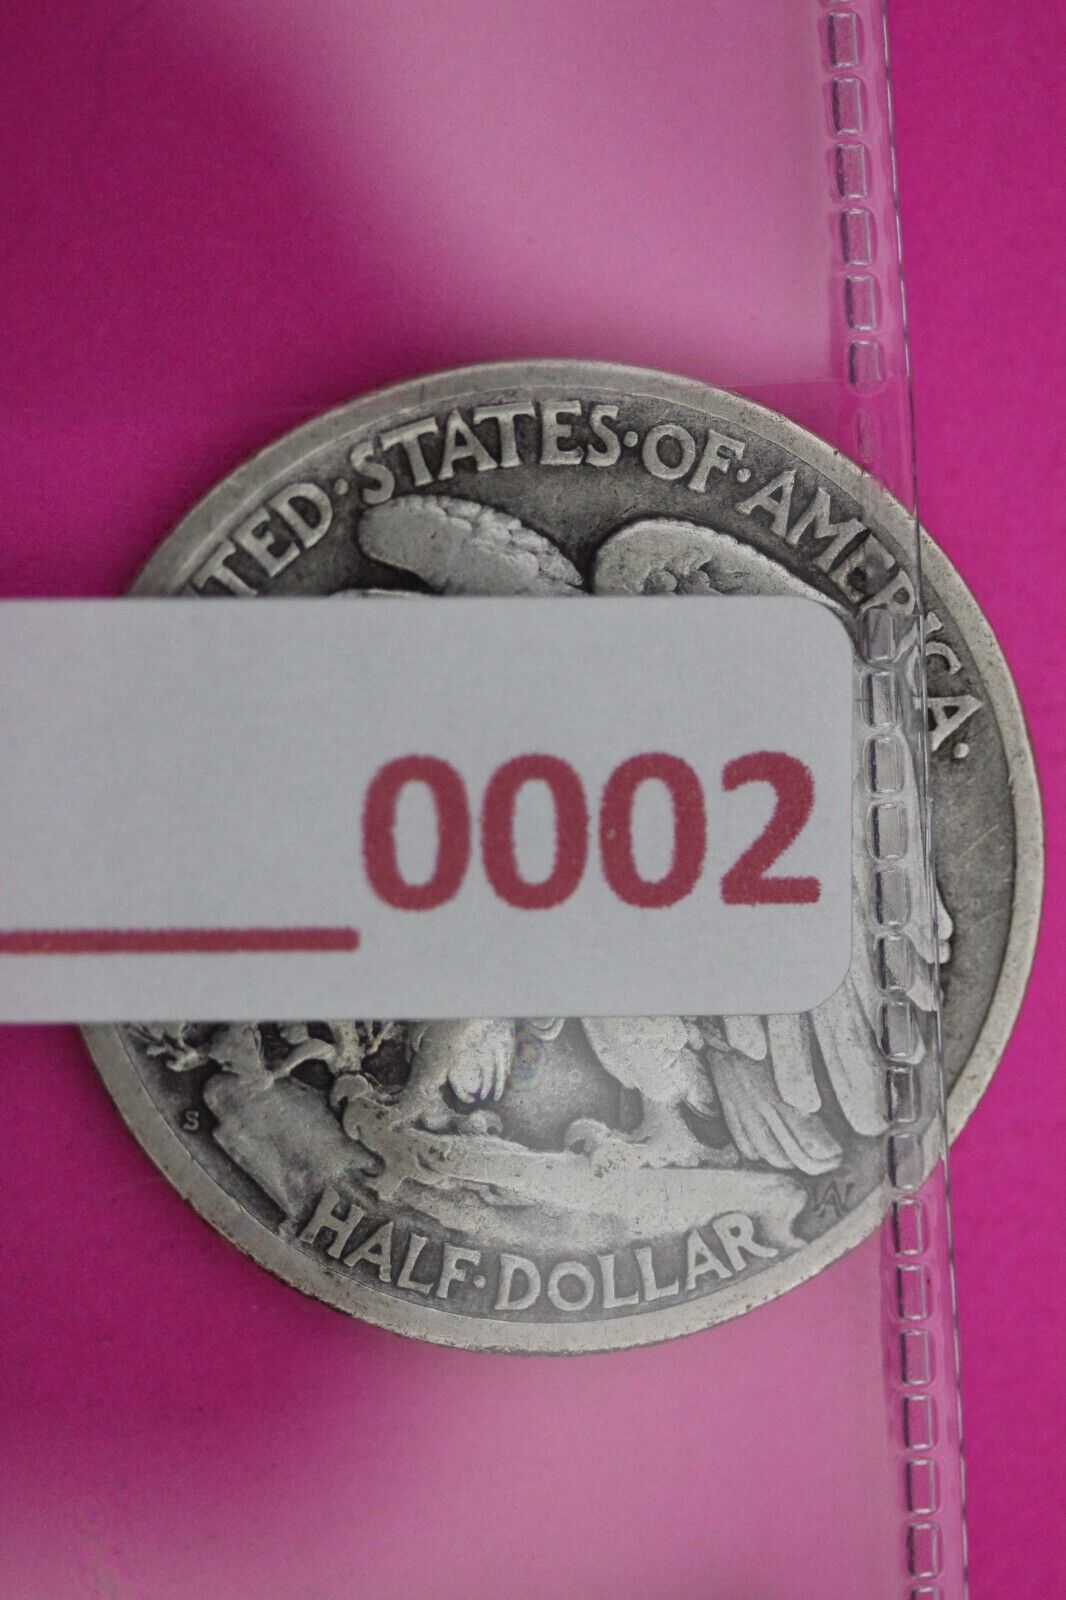 TED·STATES·OF·AMERICA·
0002
S
AW
HALF·DOLLAR